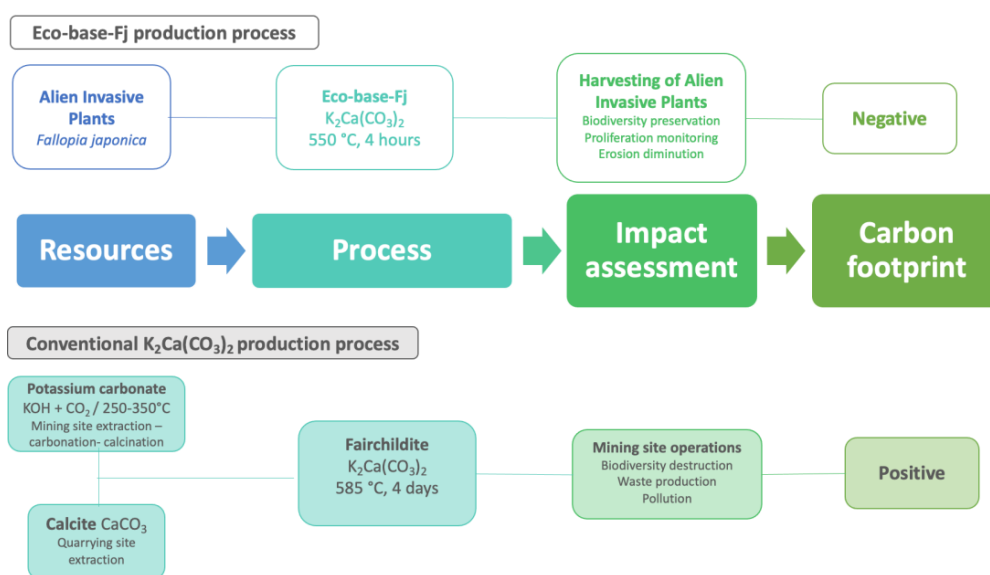 Eco-base-Fj production process
Alien Invasive
Plants
Fallopia japonica
Eco-base-Fj
K₂Ca(CO₃)₂
550 °C, 4 hours
Harvesting of Alien
Invasive Plants
Biodiversity preservation
Proliferation monitoring
Erosion diminution
Negative
Resources
Process
Impact
assessment
Carbon
footprint
Conventional K₂Ca(CO₃)₂ production process
Potassium carbonate
KOH + CO₂ / 250-350°C
Mining site extraction –
carbonation- calcination
Calcite CaCO₃
Quarrying site
extraction
Fairchildite
K₂Ca(CO₃)₂
585 °C, 4 days
Mining site operations
Biodiversity destruction
Waste production
Pollution
Positive